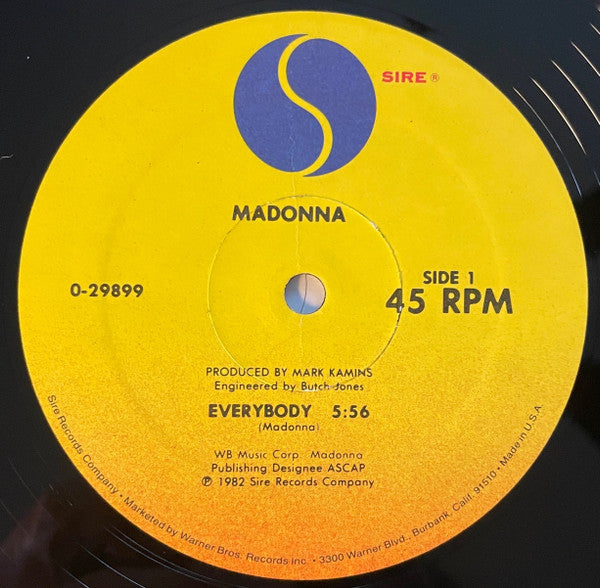 SIRE®
MADONNA
0-29899
SIDE 1
45 RPM
PRODUCED BY MARK KAMINS
Engineered by Butch Jones
EVERYBODY 5:56
(Madonna)
WB Music Corp. Madonna
Publishing Designee ASCAP
℗ 1982 Sire Records Company
Sire Records Company • Marketed by Warner Bros. Records Inc. • 3300 Warner Blvd., Burbank, Calif. 91510 • Made in U.S.A.